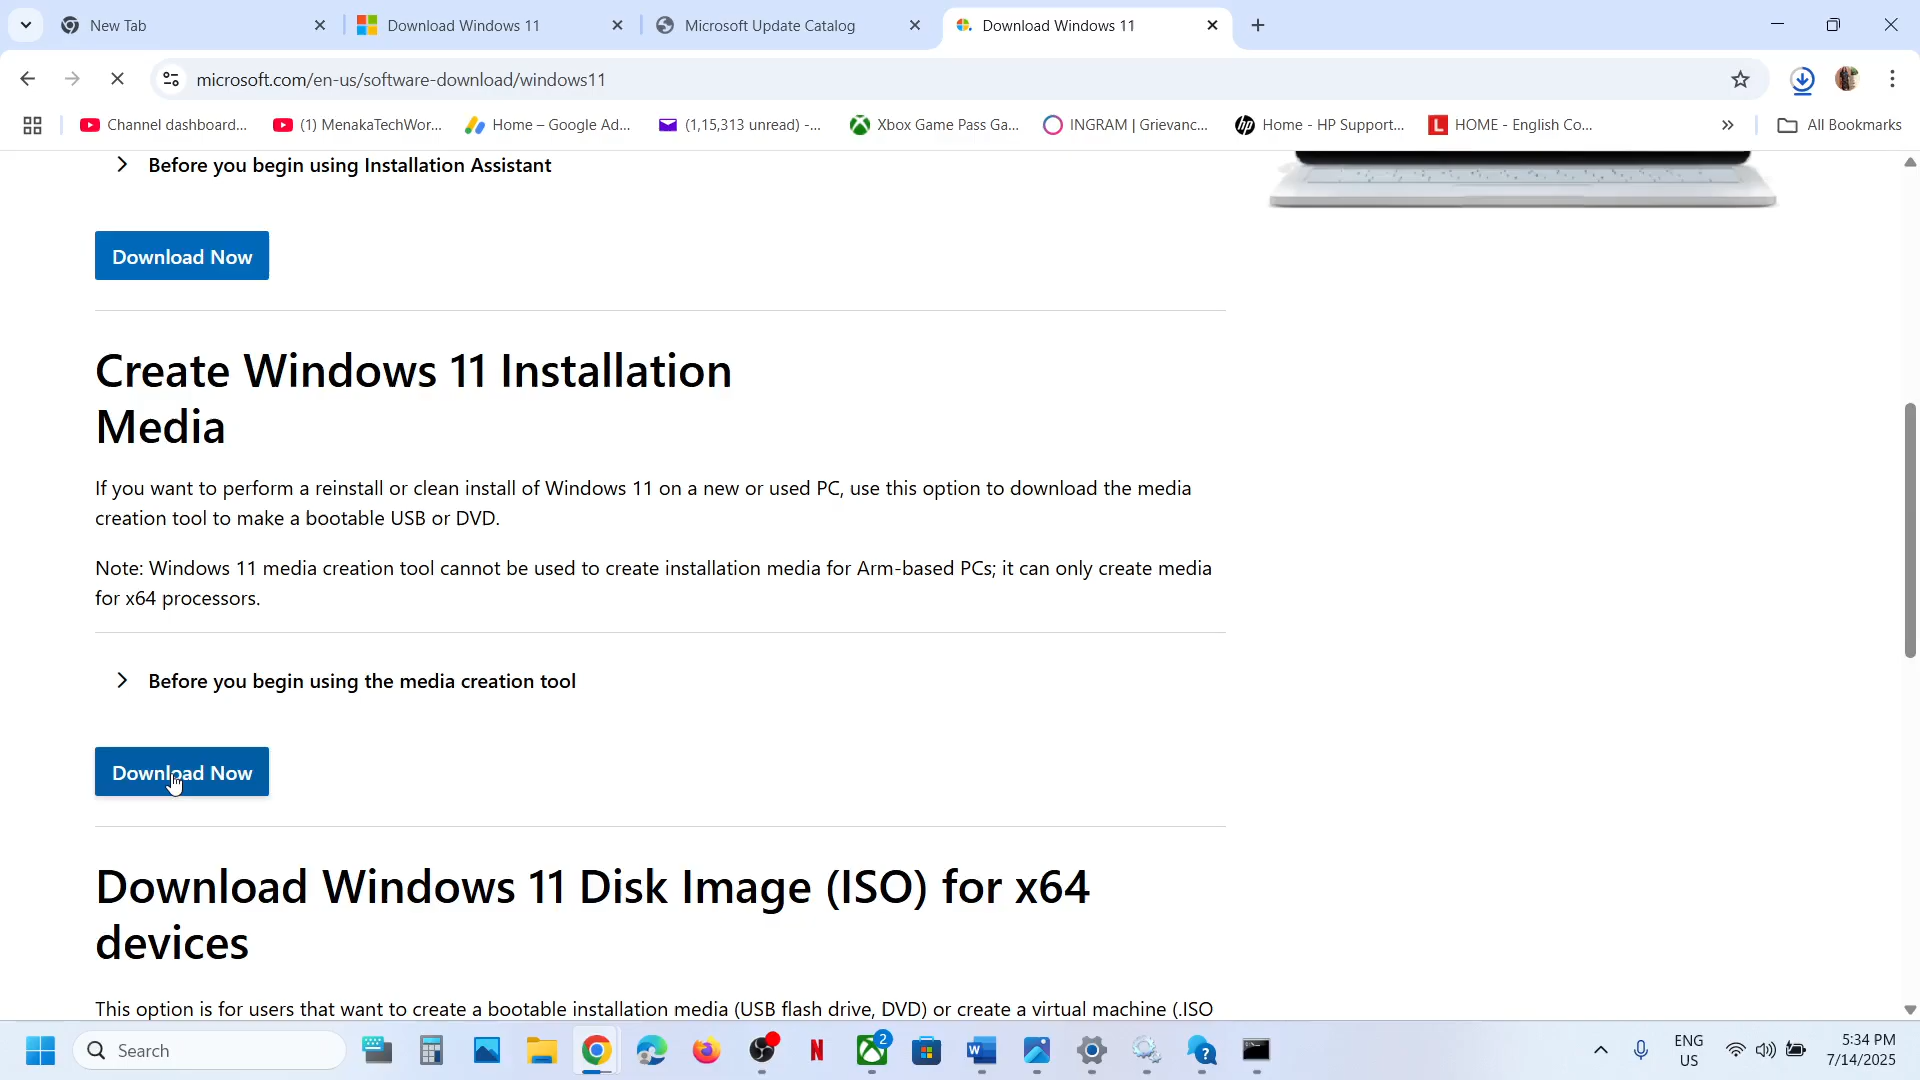 New Tab
Download Windows 11
Microsoft Update Catalog
Download Windows 11
microsoft.com/en-us/software-download/windows11
Channel dashboard...
(1) MenakaTechWor...
Home – Google Ad...
(1,15,313 unread) -...
Xbox Game Pass Ga...
INGRAM | Grievanc...
Home - HP Support...
HOME - English Co...
All Bookmarks
Before you begin using Installation Assistant
Download Now
Create Windows 11 Installation
Media
If you want to perform a reinstall or clean install of Windows 11 on a new or used PC, use this option to download the media
creation tool to make a bootable USB or DVD.
Note: Windows 11 media creation tool cannot be used to create installation media for Arm-based PCs; it can only create media
for x64 processors.
Before you begin using the media creation tool
Download Now
Download Windows 11 Disk Image (ISO) for x64
devices
This option is for users that want to create a bootable installation media (USB flash drive, DVD) or create a virtual machine (.ISO
Search
2
ENG
US
5:34 PM
7/14/2025